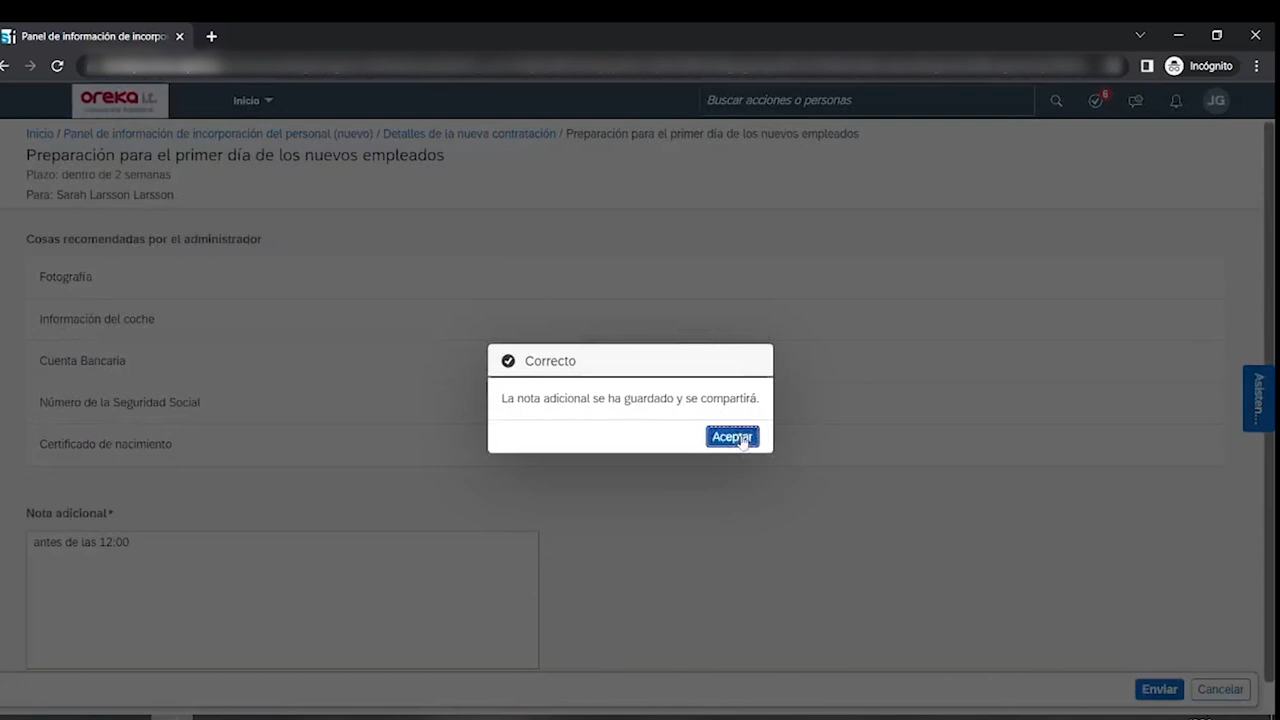 Panel de información de incorpo
Incógnito
oreka i.t.
Inicio
Buscar acciones o personas
6
JG
Inicio / Panel de información de incorporación del personal (nuevo) / Detalles de la nueva contratación / Preparación para el primer día de los nuevos empleados
Preparación para el primer día de los nuevos empleados
Plazo: dentro de 2 semanas
Para: Sarah Larsson Larsson
Cosas recomendadas por el administrador
Fotografía
Información del coche
Cuenta Bancaria
Número de la Seguridad Social
Certificado de nacimiento
Correcto
La nota adicional se ha guardado y se compartirá.
Aceptar
Asisten...
Nota adicional*
antes de las 12:00
Enviar
Cancelar